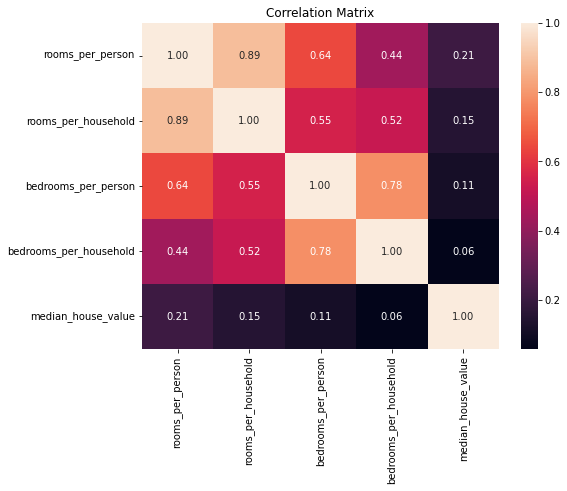 Correlation Matrix
rooms_per_person 1.00 0.89 0.64 0.44 0.21
rooms_per_household 0.89 1.00 0.55 0.52 0.15
bedrooms_per_person 0.64 0.55 1.00 0.78 0.11
bedrooms_per_household 0.44 0.52 0.78 1.00 0.06
median_house_value 0.21 0.15 0.11 0.06 1.00
rooms_per_person
rooms_per_household
bedrooms_per_person
bedrooms_per_household
median_house_value
1.0
0.8
0.6
0.4
0.2